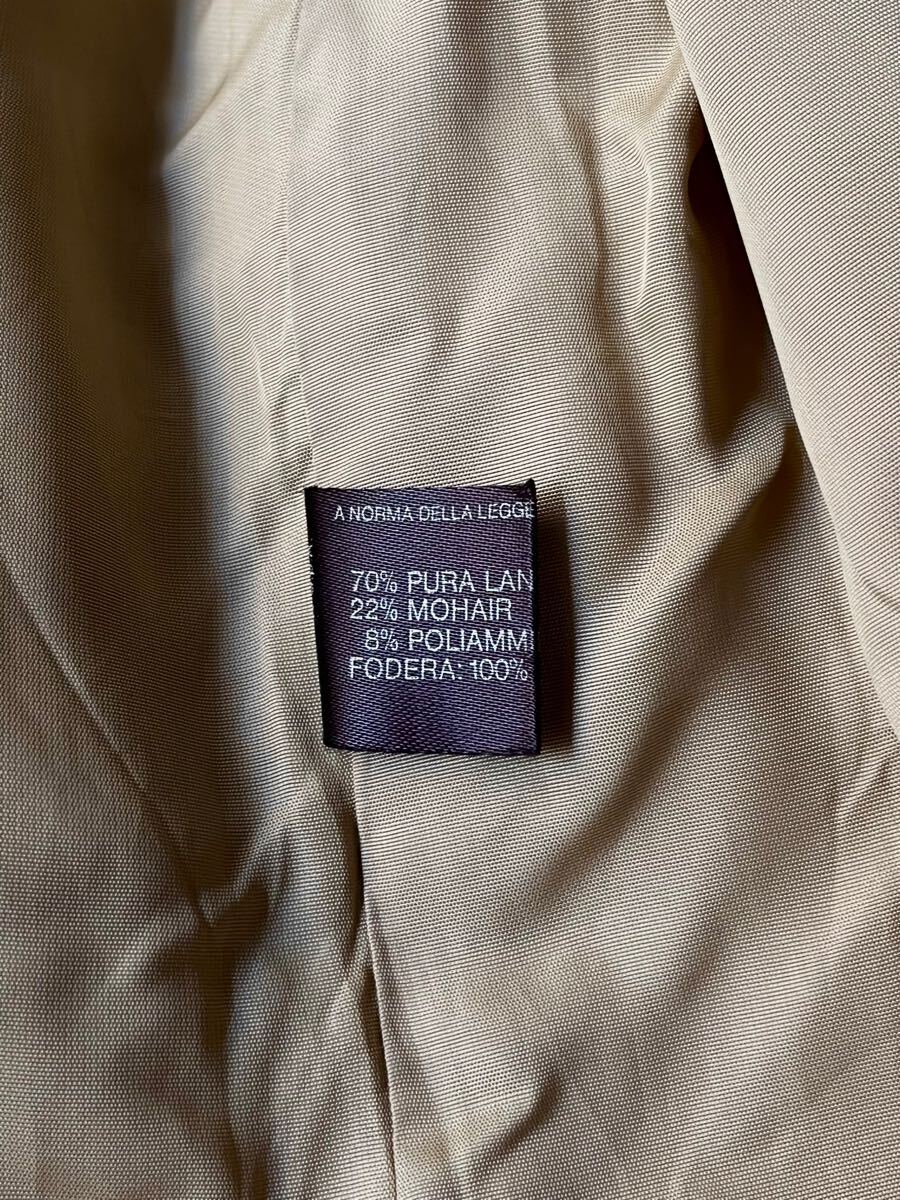 A NORMA DELLA LEGGE
70% PURA LAN
22% MOHAIR
8% POLIAMM
FODERA: 100%